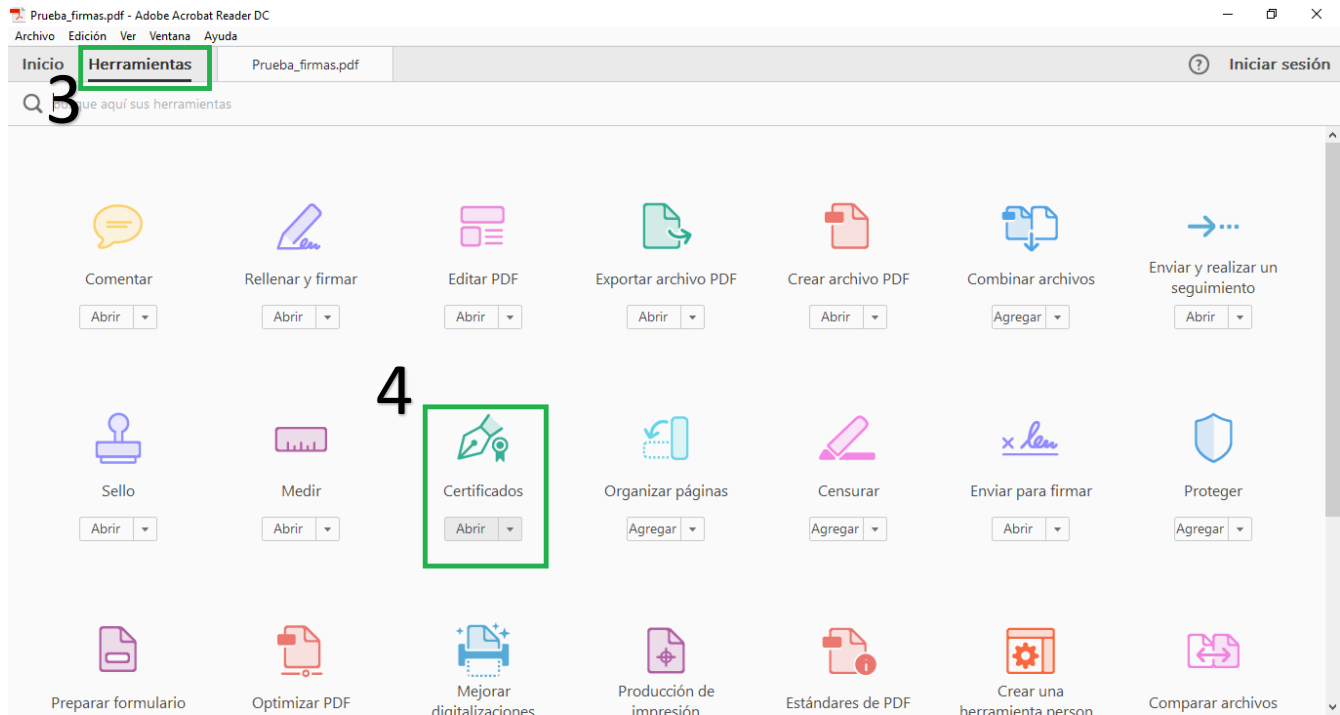 Prueba_firmas.pdf - Adobe Acrobat Reader DC
Archivo Edición Ver Ventana Ayuda
Inicio Herramientas Prueba_firmas.pdf ? Iniciar sesión
3
que aquí sus herramientas
Comentar Rellenar y firmar Editar PDF Exportar archivo PDF Crear archivo PDF Combinar archivos Enviar y realizar un
seguimiento
Abrir Abrir Abrir Abrir Abrir Agregar Abrir
4
Sello Medir Certificados Organizar páginas Censurar Enviar para firmar Proteger
Abrir Abrir Abrir Agregar Agregar Abrir Agregar
Preparar formulario Optimizar PDF Mejorar Producción de Estándares de PDF Crear una Comparar archivos
digitalizaciones impresión herramienta person